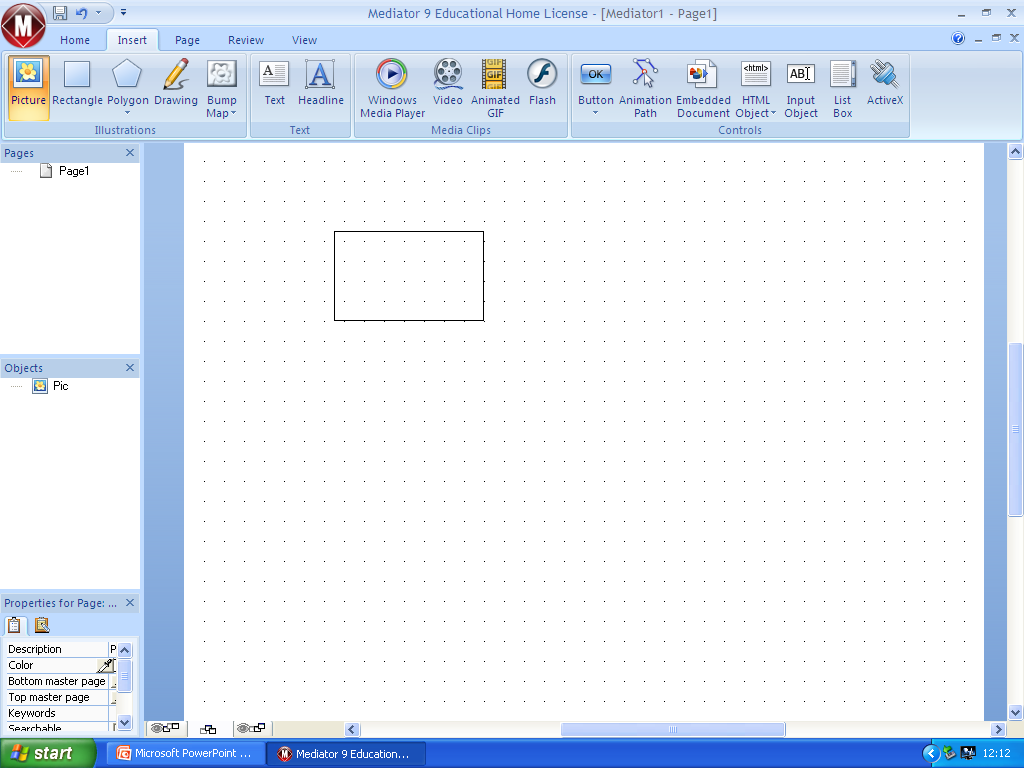 M
Mediator 9 Educational Home License - [Mediator1 - Page1]
Home Insert Page Review View
Picture Rectangle Polygon Drawing Bump Map
Illustrations
Text Headline
Text
Windows Media Player Video Animated GIF Flash
Media Clips
OK <html> AB
Button Animation Path Embedded Document HTML Object Input Object List Box ActiveX
Controls
Pages
Page1
Objects
Pic
Properties for Page: ...
Description P
Color
Bottom master page
Top master page
Keywords
Searchable
start
Microsoft PowerPoint ...
Mediator 9 Education...
12:12